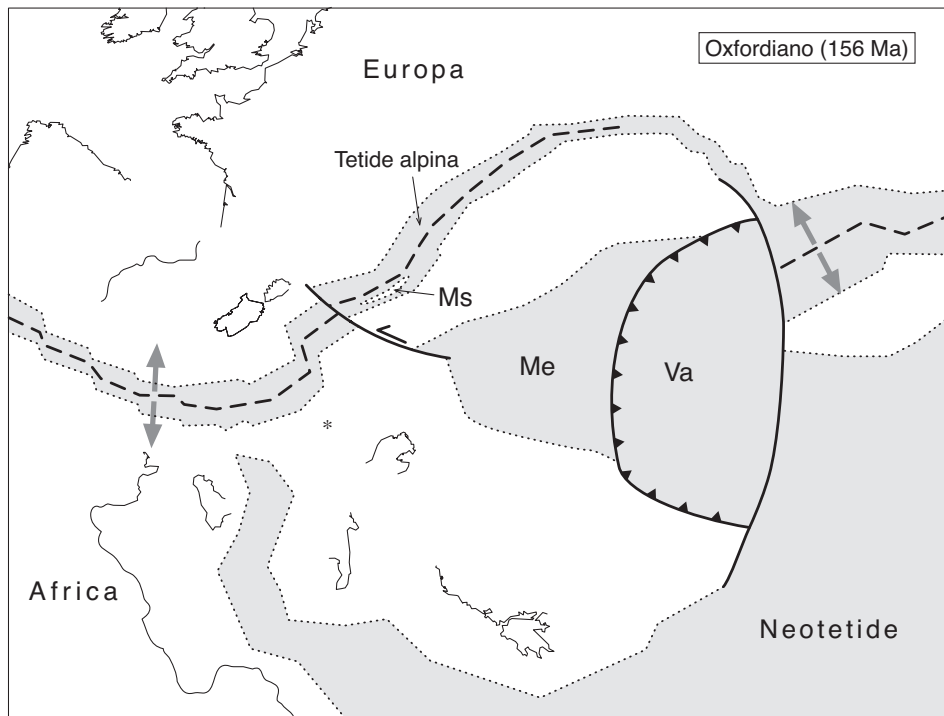 Oxfordiano (156 Ma)
Europa
Tetide alpina
Ms
Me
Va
*
Africa
Neotetide